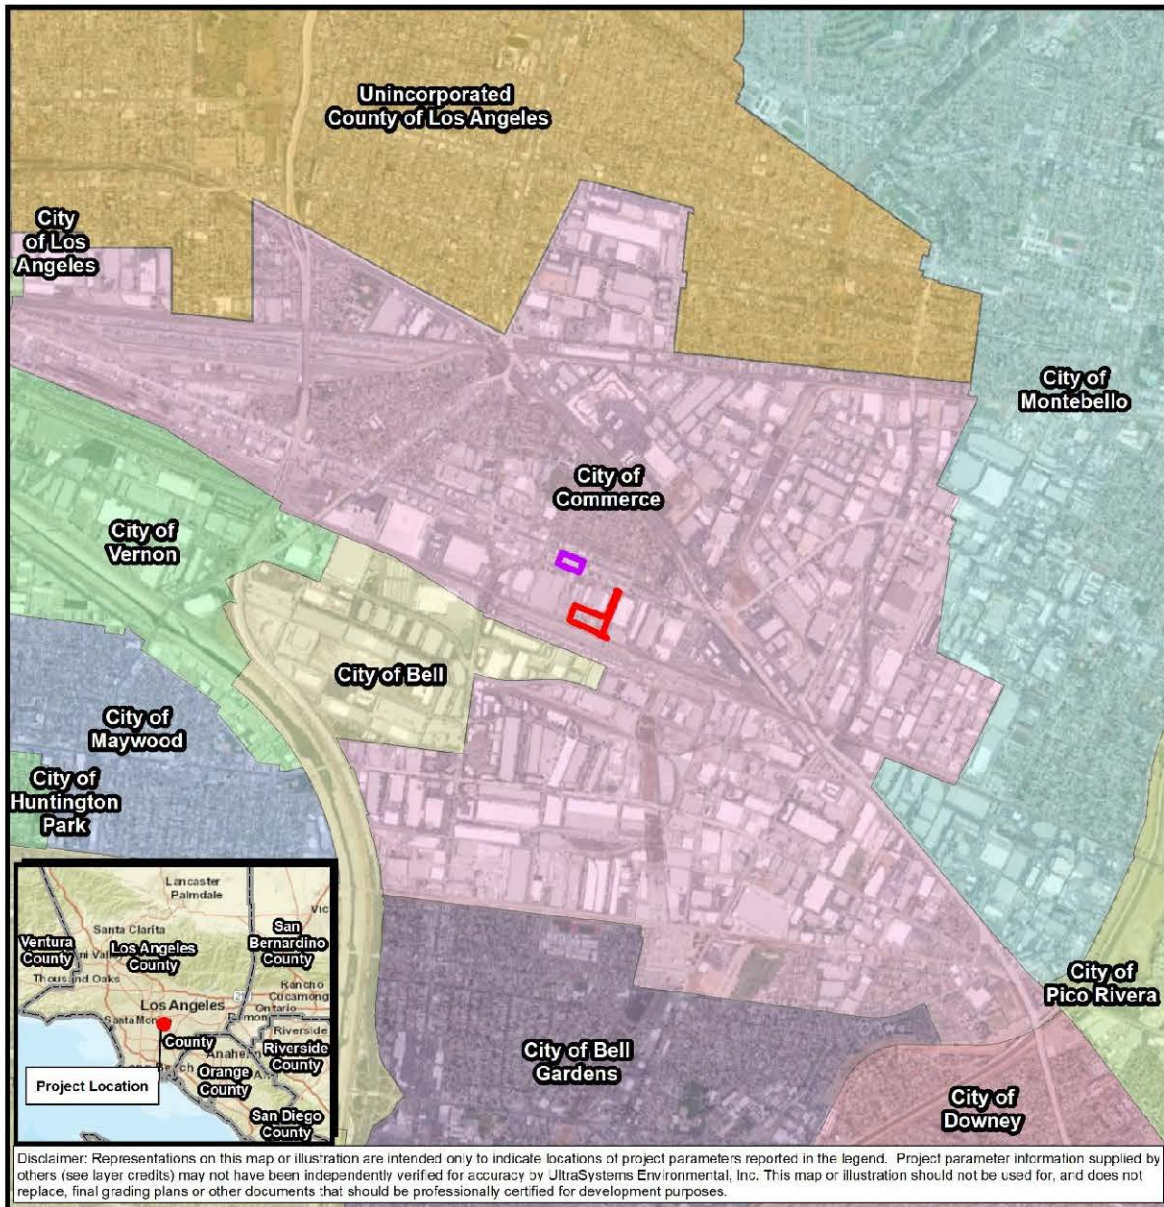 Unincorporated
County of Los Angeles
City
of Los
Angeles
City of
Montebello
City of
Commerce
City of
Vernon
City of Bell
City of
Maywood
City of
Huntington
Park
City of
Pico Rivera
City of Bell
Gardens
City of
Downey
Lancaster
Palmdale
Vic
Santa Clarita
San
Bernardino
County
Ventura
County
Los Angeles
County
Thousand Oaks
Rancho
Cucamong
Los Angeles
Ontario
Santa Mon
County
Riverside
Anahe
Riverside
County
Orange
County
Project Location
San Diego
County
Disclaimer: Representations on this map or illustration are intended only to indicate locations of project parameters reported in the legend. Project parameter information supplied by
others (see layer credits) may not have been independently verified for accuracy by UltraSystems Environmental, Inc. This map or illustration should not be used for, and does not
replace, final grading plans or other documents that should be professionally certified for development purposes.